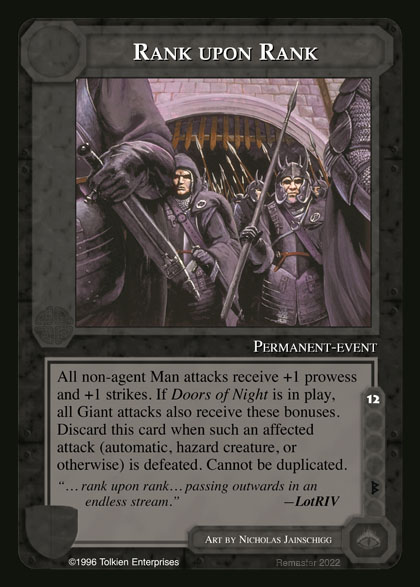 RANK UPON RANK
PERMANENT-EVENT
All non-agent Man attacks receive +1 prowess
and +1 strikes. If Doors of Night is in play,
all Giant attacks also receive these bonuses.
Discard this card when such an affected
attack (automatic, hazard creature, or
otherwise) is defeated. Cannot be duplicated.
12
“… rank upon rank… passing outwards in an
endless stream.” –LotRIV
ART BY NICHOLAS JAINSCHIGG
©1996 Tolkien Enterprises
Remaster 2022